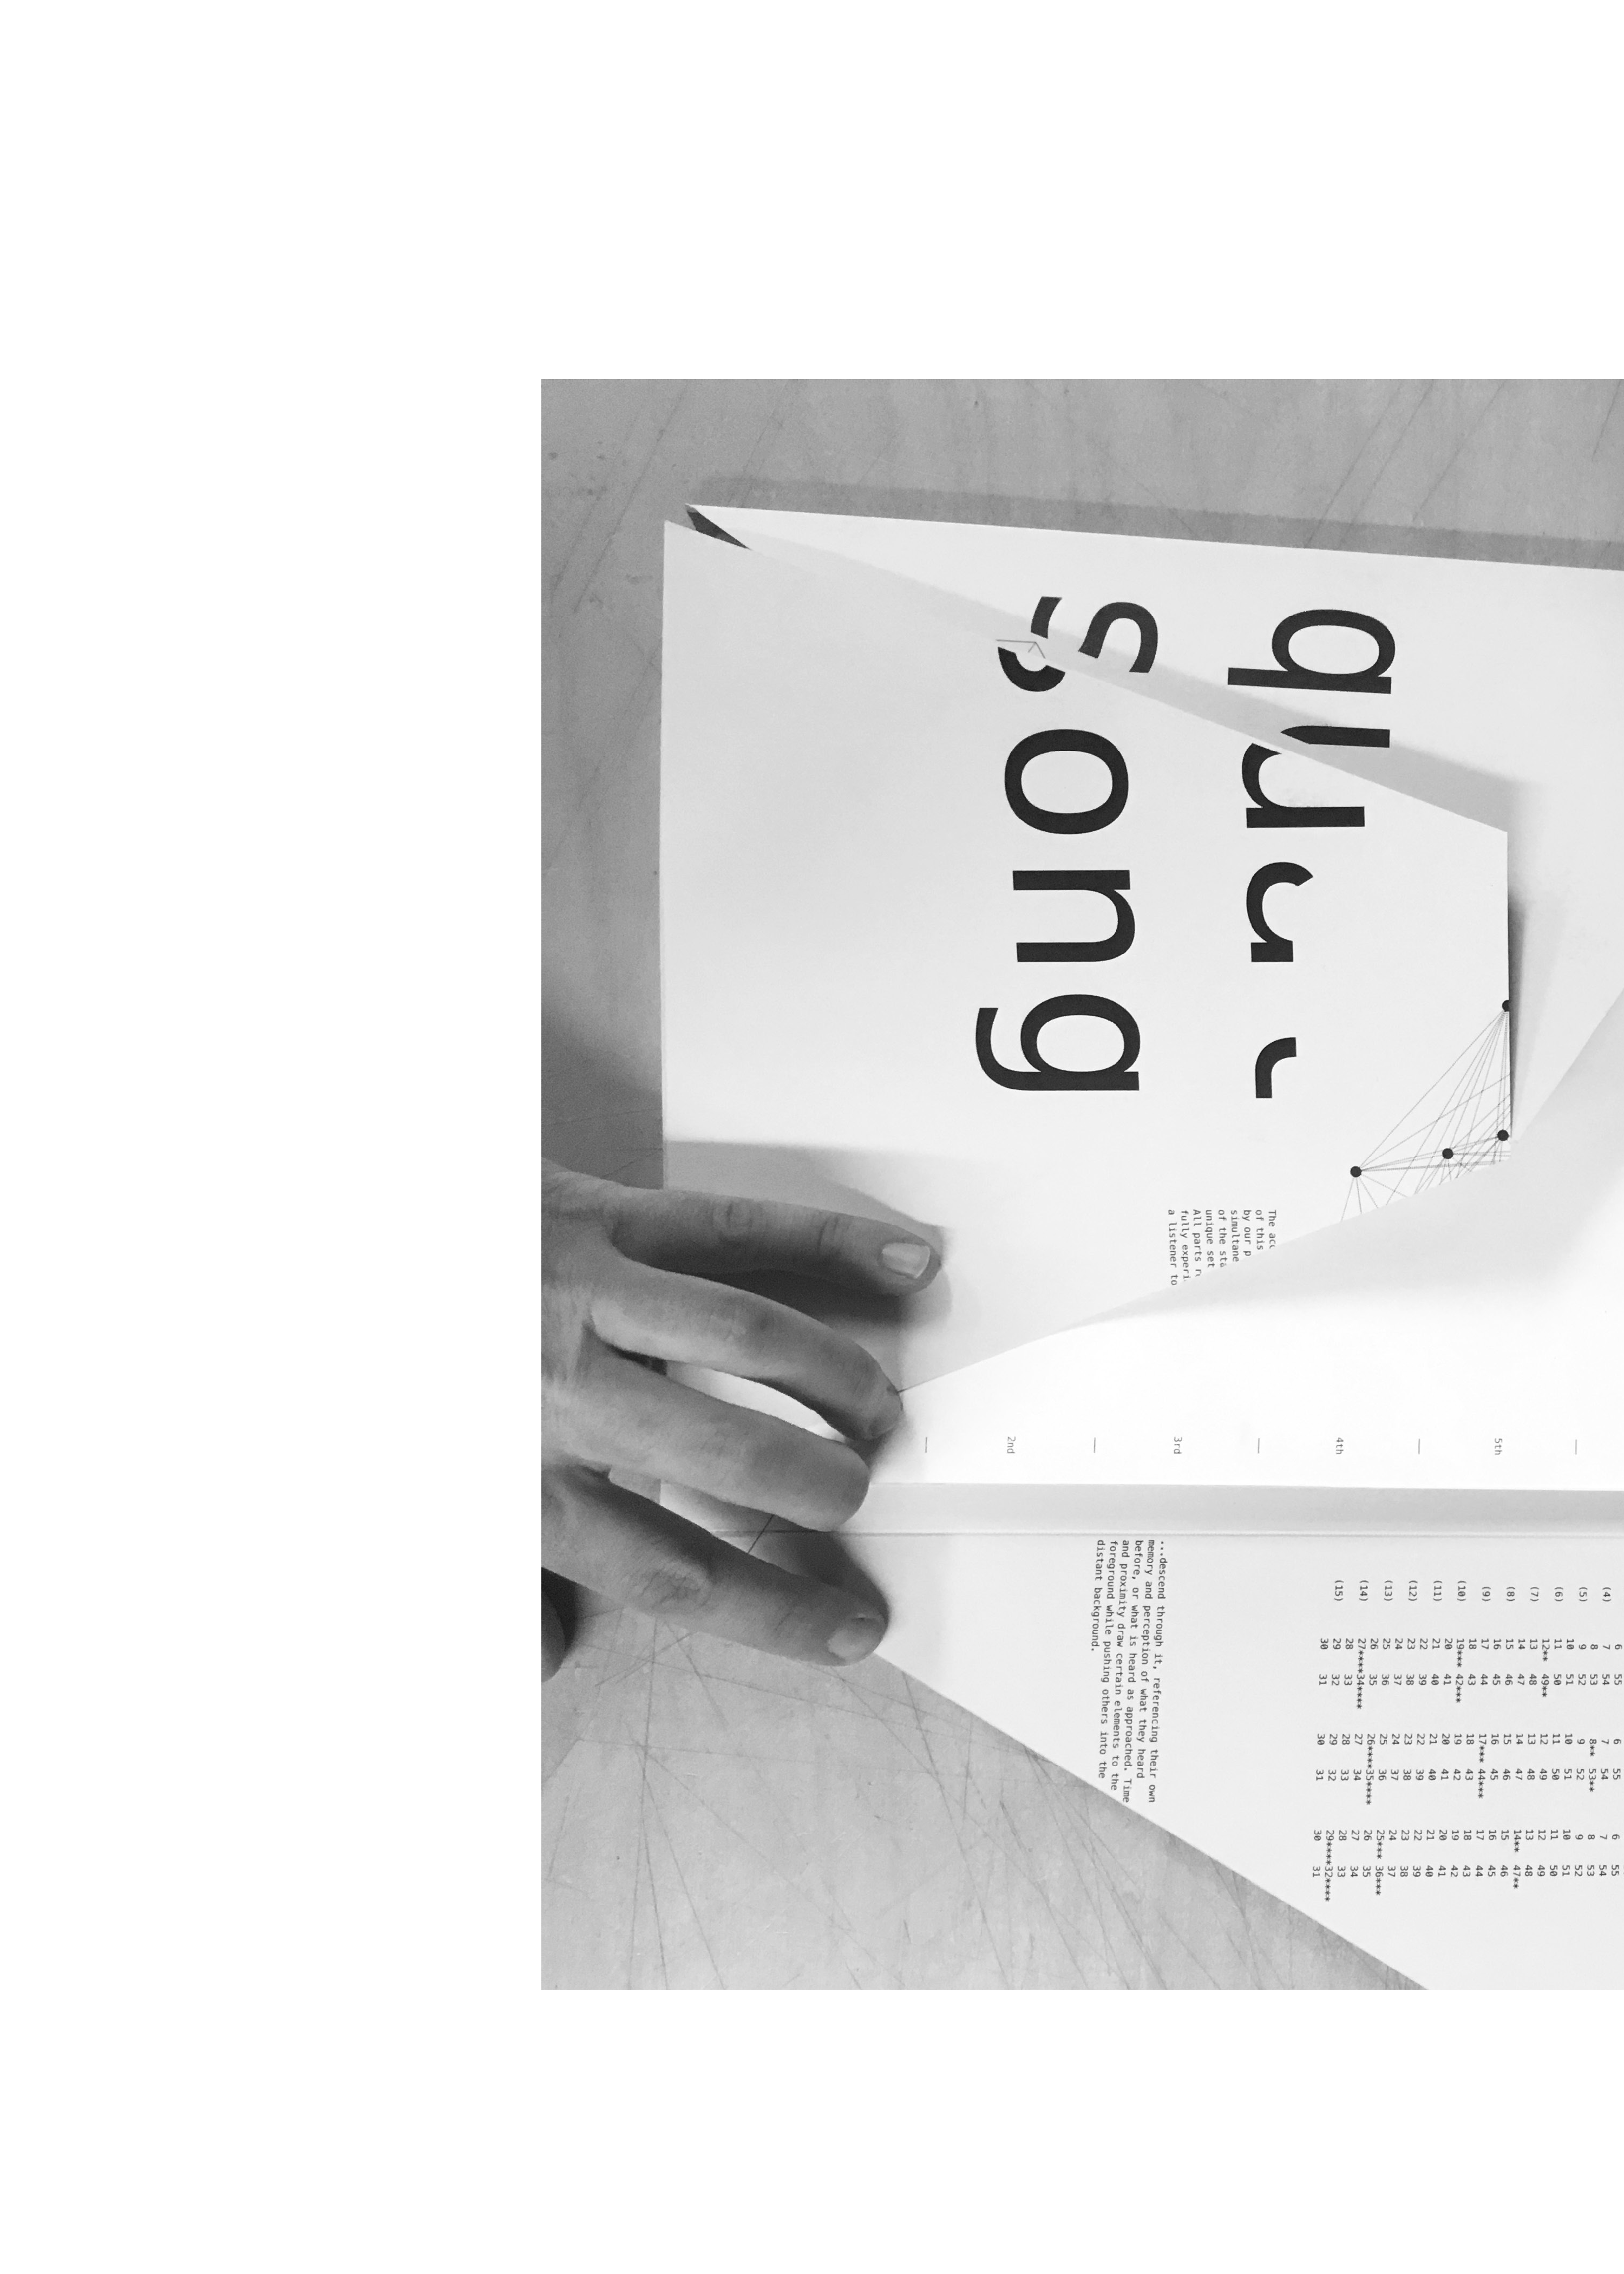 song
The acc
of this
by our p
simultane
of the sta
unique set
All parts r
fully experi
a listener to
5th
4th
3rd
2nd
6 55 6 55 6 55
(4) 7 54 7 54 7 54
8 53 8** 53** 8 53
(5) 9 52 9 52 9 52
10 51 10 51 10 51
(6) 11 50 11 50 11 50
12** 49** 12 49 12 49
(7) 13 48 13 48 13 48
14 47 14 47 14** 47**
(8) 15 46 15 46 15 46
16 45 16 45 16 45
(9) 17 44 17*** 44*** 17 44
18 43 18 43 18 43
(10) 19*** 42*** 19 42 19 42
20 41 20 41 20 41
(11) 21 40 21 40 21 40
22 39 22 39 22 39
(12) 23 38 23 38 23 38
24 37 24 37 24 37
(13) 25 36 25 36 25*** 36***
26 35 26****35**** 26 35
(14) 27****34**** 27 34 27 34
28 33 28 33 28 33
(15) 29 32 29 32 29****32****
30 31 30 31 30 31
...descend through it, referencing their own
memory and perception of what they heard
before, or what is heard as approached. Time
and proximity draw certain elements to the
foreground while pushing others into the
distant background.